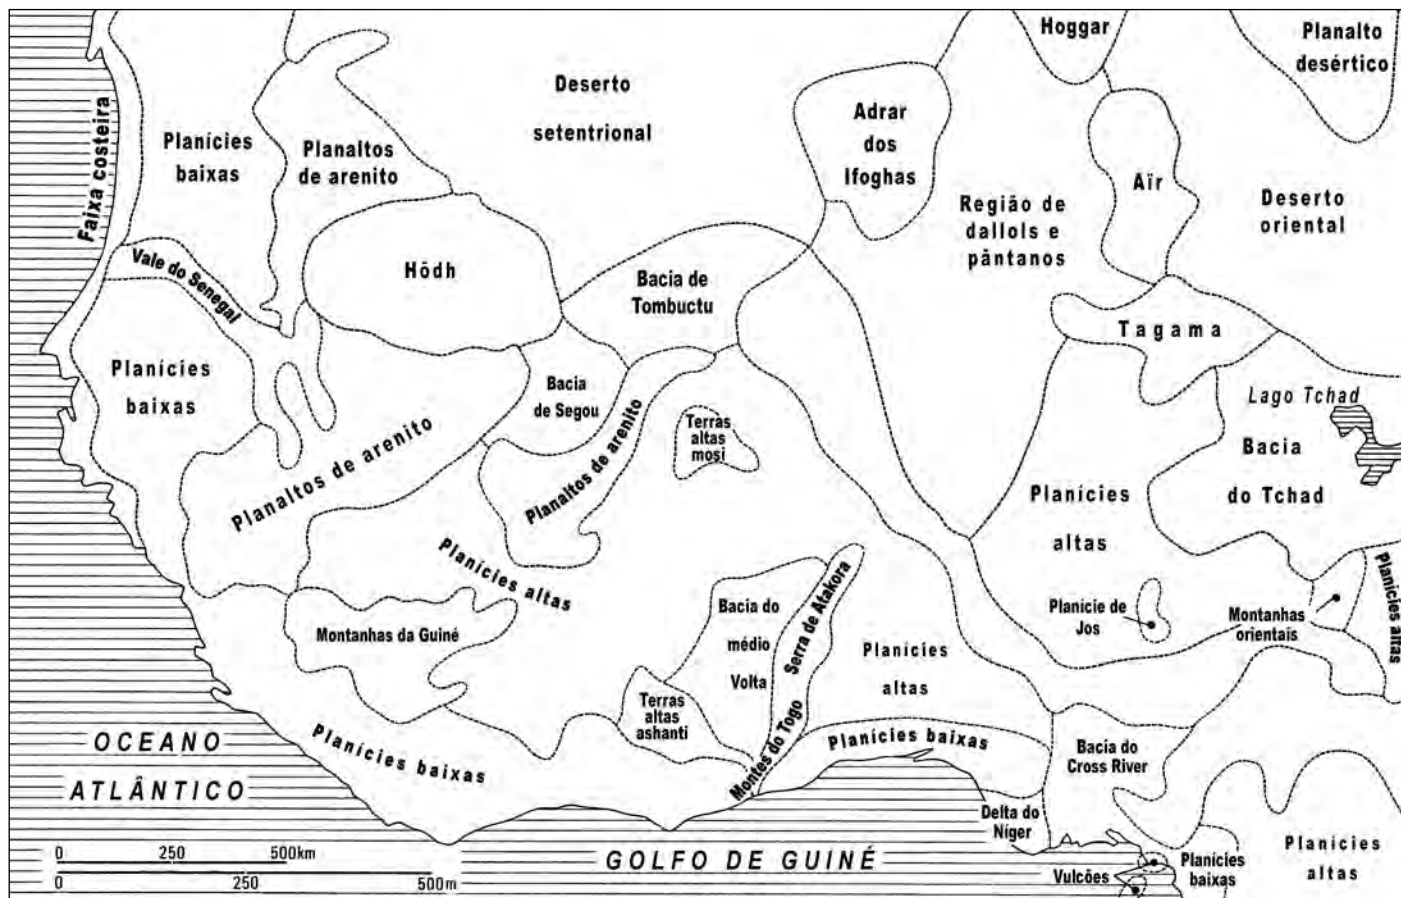 Hoggar
Planalto
desértico
Deserto
setentrional
Adrar
dos
Ifoghas
Faixa costeira
Planícies
baixas
Planaltos
de arenito
Aïr
Região de
dallols e
pântanos
Deserto
oriental
Vale do Senegal
Hōdh
Bacia de
Tombuctu
Tagama
Planícies
baixas
Bacia
de Segou
Planaltos de arenito
Terras
altas
mosi
Lago Tchad
Bacia
do Tchad
Planaltos de arenito
Planícies
altas
Planícies altas
Planícies altas
Bacia do
médio
Volta
Serra de Atakora
Planície de
Jos
Montanhas
orientais
Montanhas da Guiné
Planícies
altas
Terras
altas
ashanti
Montes do Togo
Planícies baixas
Planícies baixas
Bacia do
Cross River
OCEANO
ATLÂNTICO
Delta do
Níger
0 250 500km
0 250 500m
GOLFO DE GUINÉ
Vulcões
Planícies
baixas
Planícies
altas